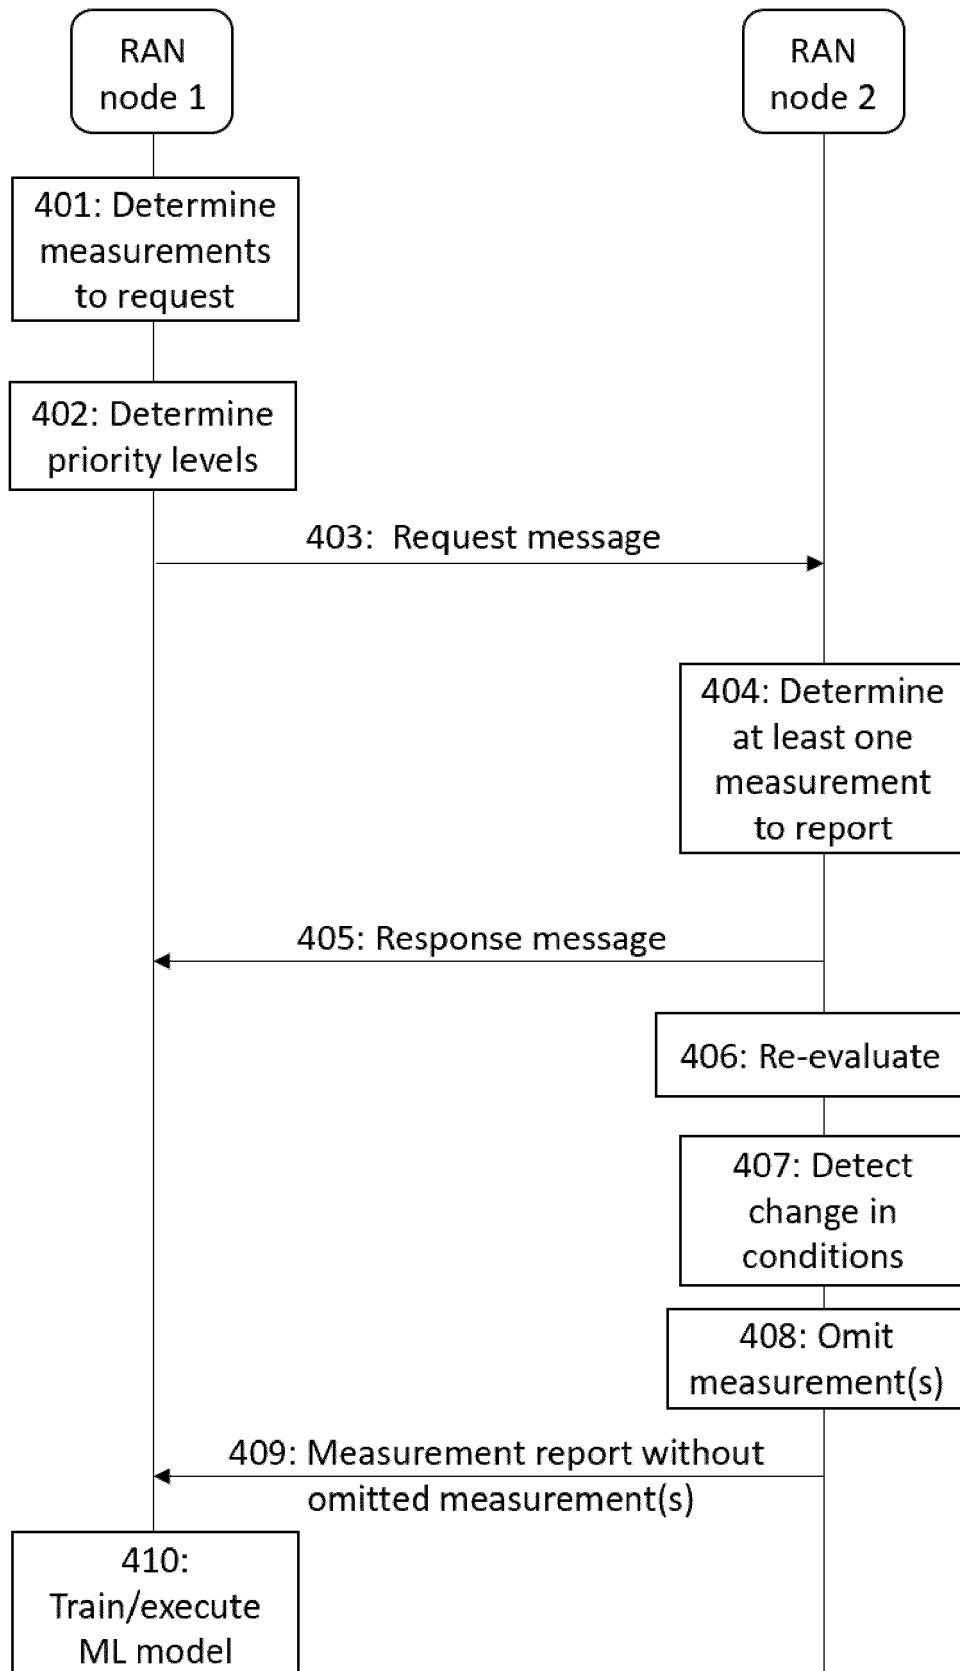 RAN
node 1
RAN
node 2
401: Determine
measurements
to request
402: Determine
priority levels
403:  Request message
404: Determine
at least one
measurement
to report
405: Response message
406: Re-evaluate
407: Detect
change in
conditions
408: Omit
measurement(s)
409: Measurement report without
omitted measurement(s)
410:
Train/execute
ML model